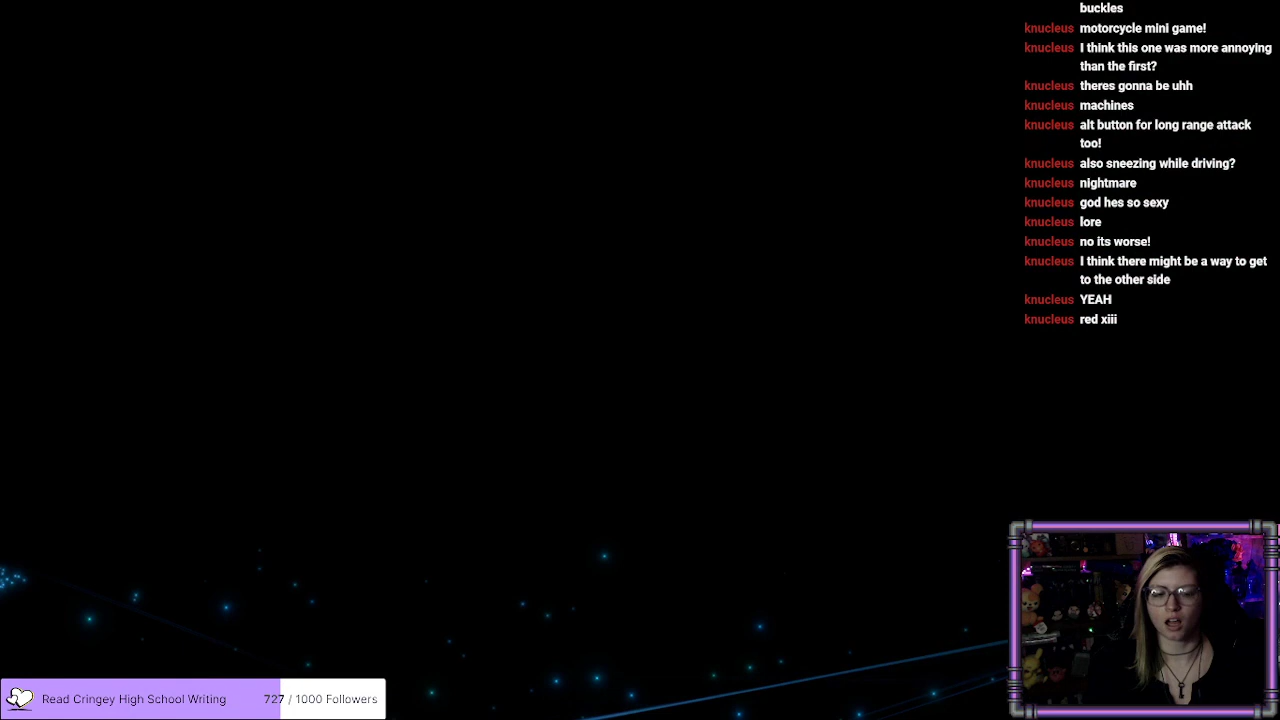 buckles
knucleus motorcycle mini game!
knucleus I think this one was more annoying
than the first?
knucleus theres gonna be uhh
knucleus machines
knucleus alt button for long range attack
too!
knucleus also sneezing while driving?
knucleus nightmare
knucleus god hes so sexy
knucleus lore
knucleus no its worse!
knucleus I think there might be a way to get
to the other side
knucleus YEAH
knucleus red xiii
Read Cringey High School Writing 727 / 1000 Followers